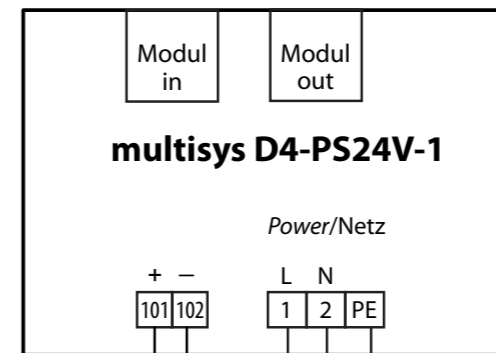 Modul in
Modul out
multisys D4-PS24V-1
Power/Netz
+ − L N
101 102 1 2 PE